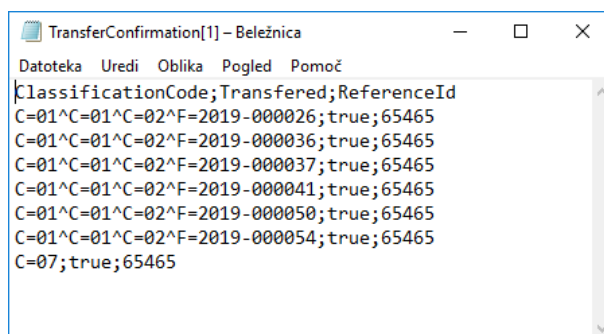 TransferConfirmation[1] – Beležnica
Datoteka Uredi Oblika Pogled Pomoč
ClassificationCode;Transfered;ReferenceId
C=01^C=01^C=02^F=2019-000026;true;65465
C=01^C=01^C=02^F=2019-000036;true;65465
C=01^C=01^C=02^F=2019-000037;true;65465
C=01^C=01^C=02^F=2019-000041;true;65465
C=01^C=01^C=02^F=2019-000050;true;65465
C=01^C=01^C=02^F=2019-000054;true;65465
C=07;true;65465